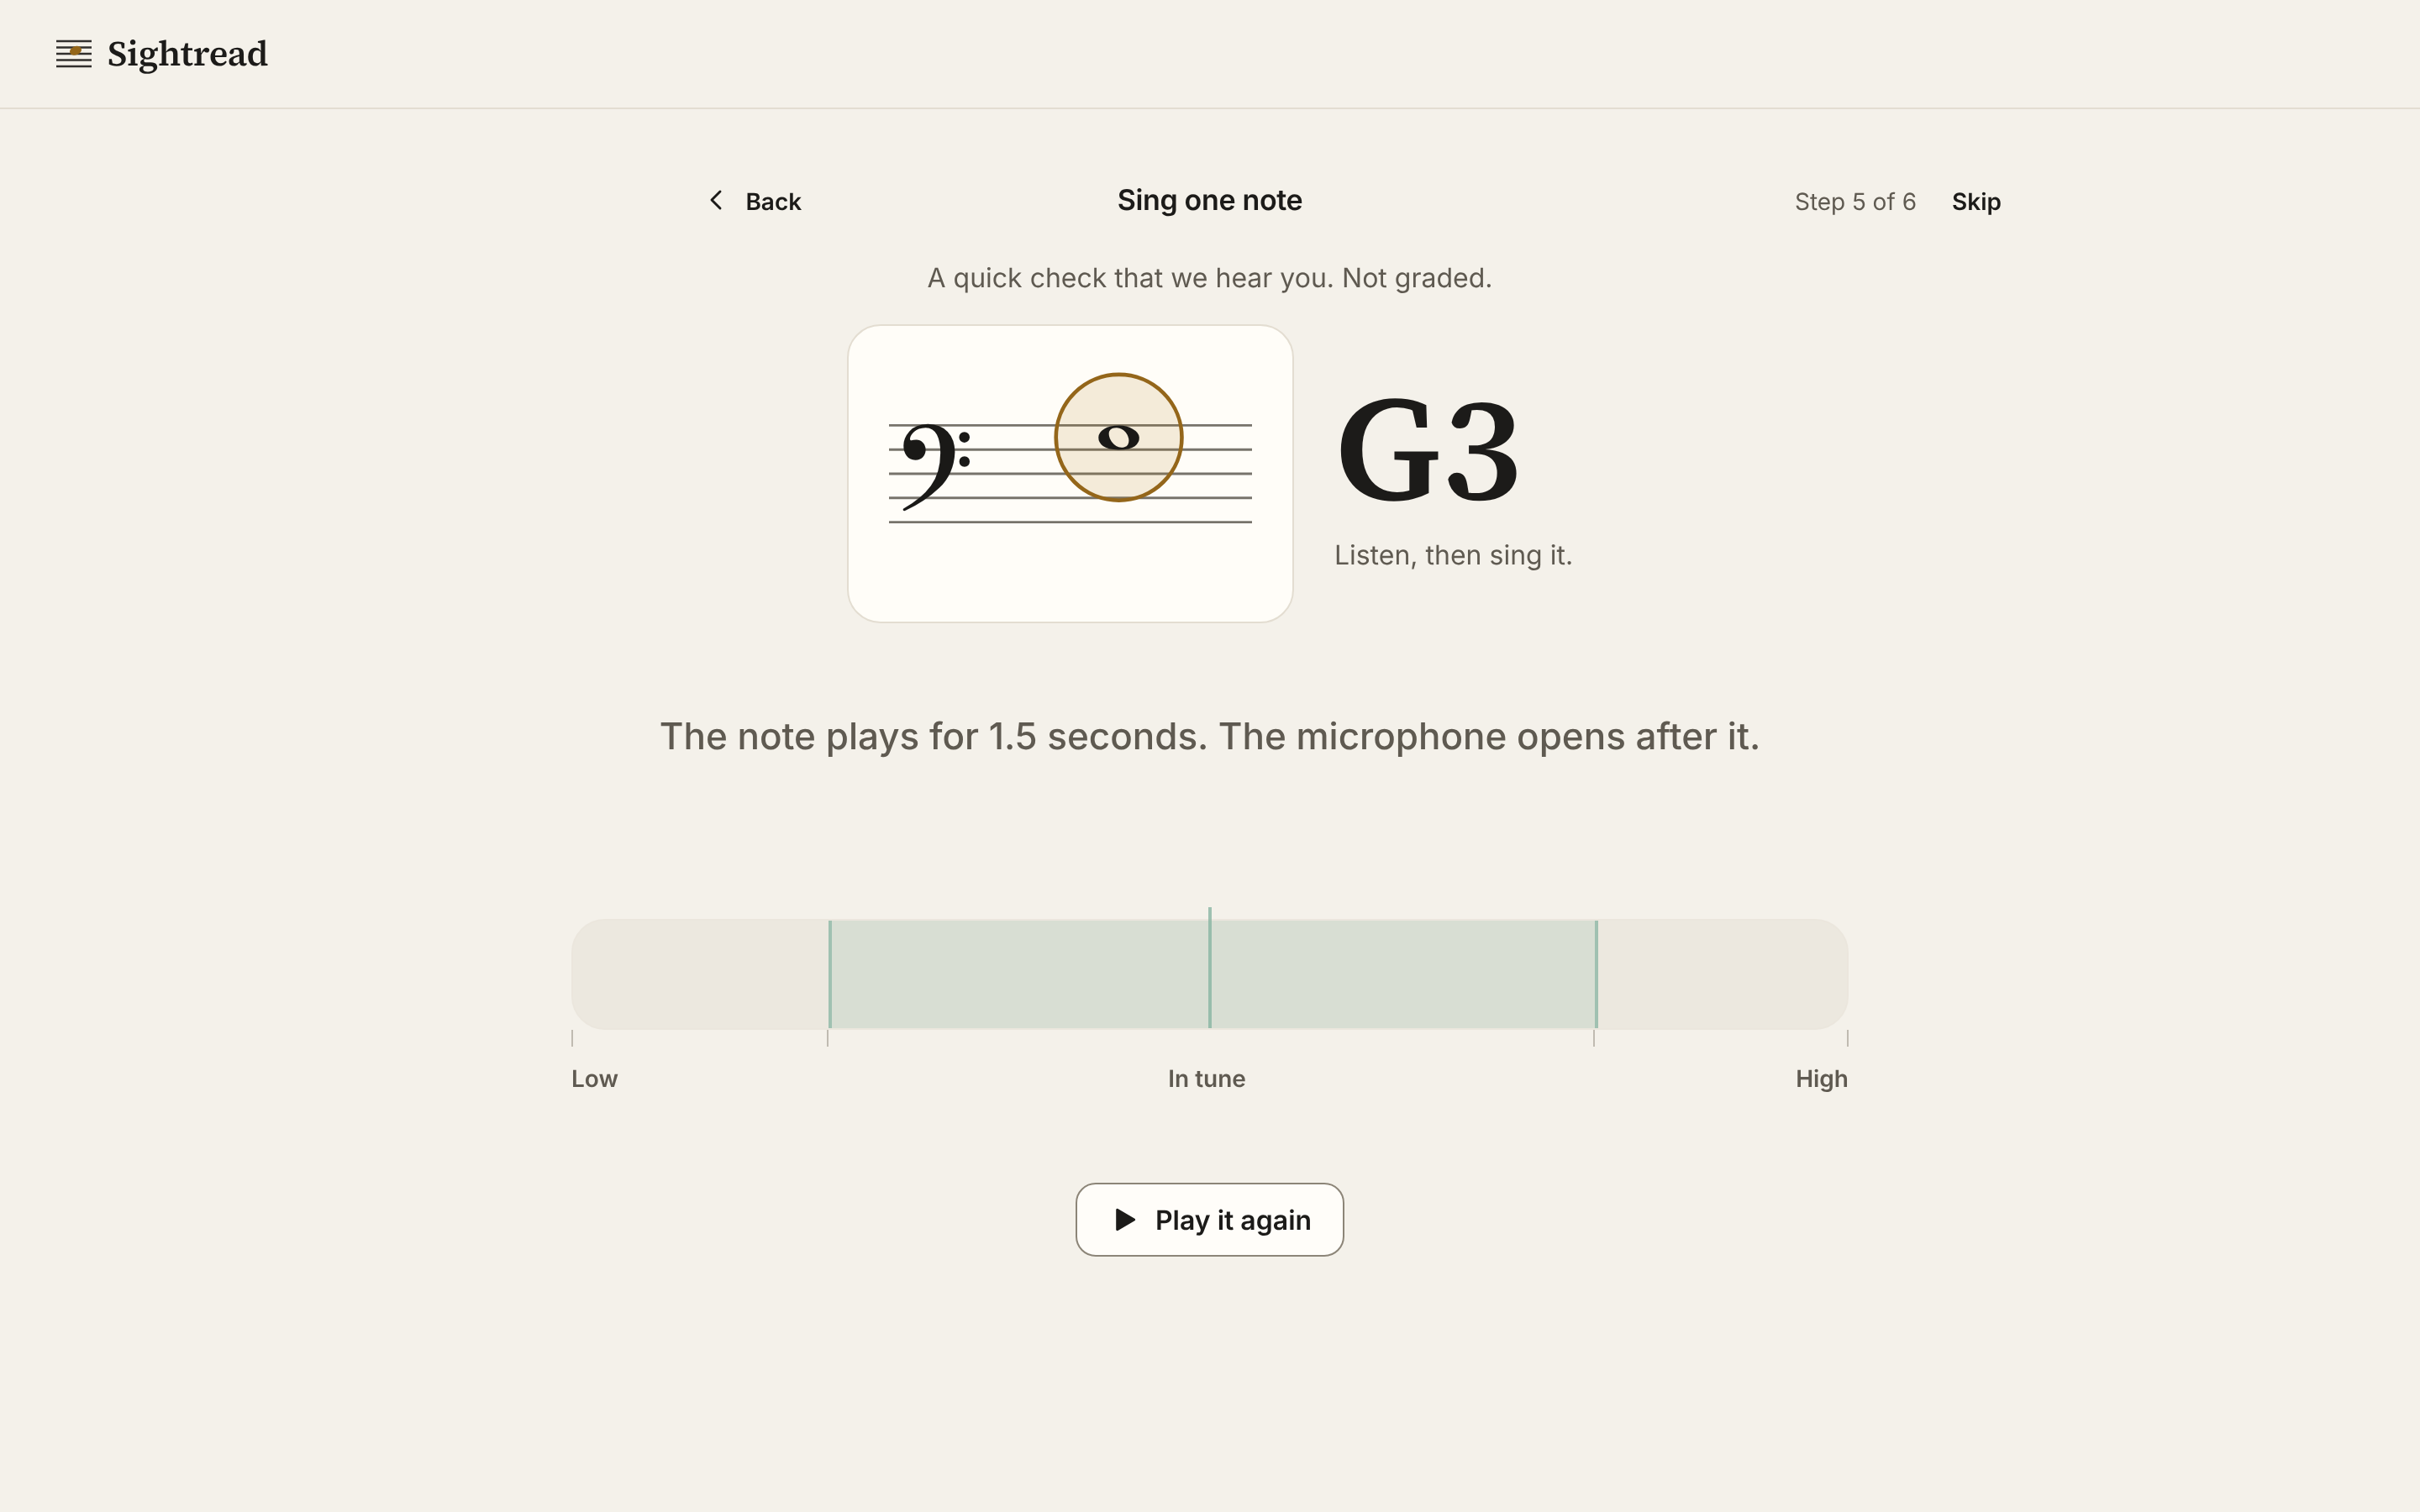 Sightread
Back
Sing one note
Step 5 of 6
Skip
A quick check that we hear you. Not graded.
G3
Listen, then sing it.
The note plays for 1.5 seconds. The microphone opens after it.
Low
In tune
High
Play it again